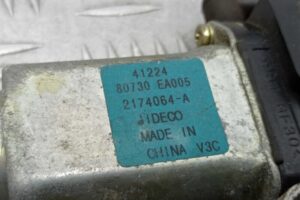 41224
80730 EA005
2174064-A
JIDECO
MADE IN
CHINA V3C